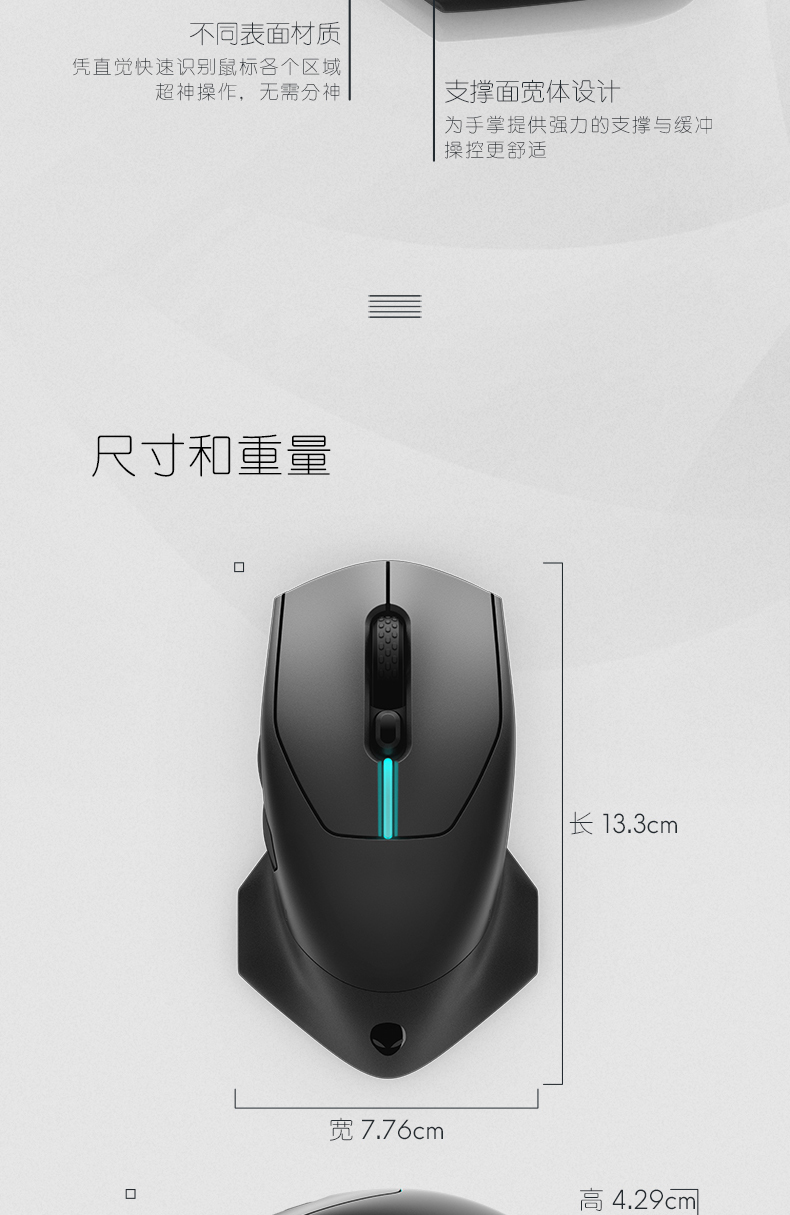 不同表面材质
凭直觉快速识别鼠标各个区域
超神操作，无需分神
支撑面宽体设计
为手掌提供强力的支撑与缓冲
操控更舒适
尺寸和重量
长 13.3cm
宽 7.76cm
高 4.29cm